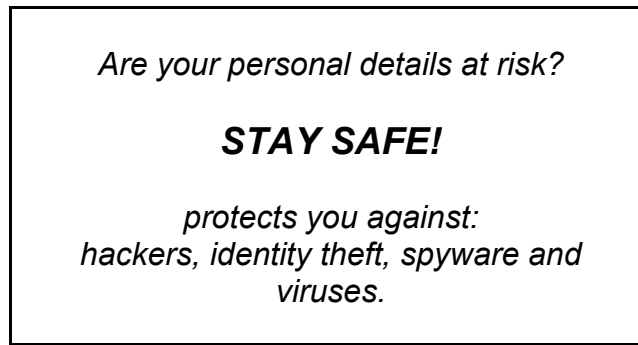 Are your personal details at risk?
STAY SAFE!
protects you against:
hackers, identity theft, spyware and
viruses.